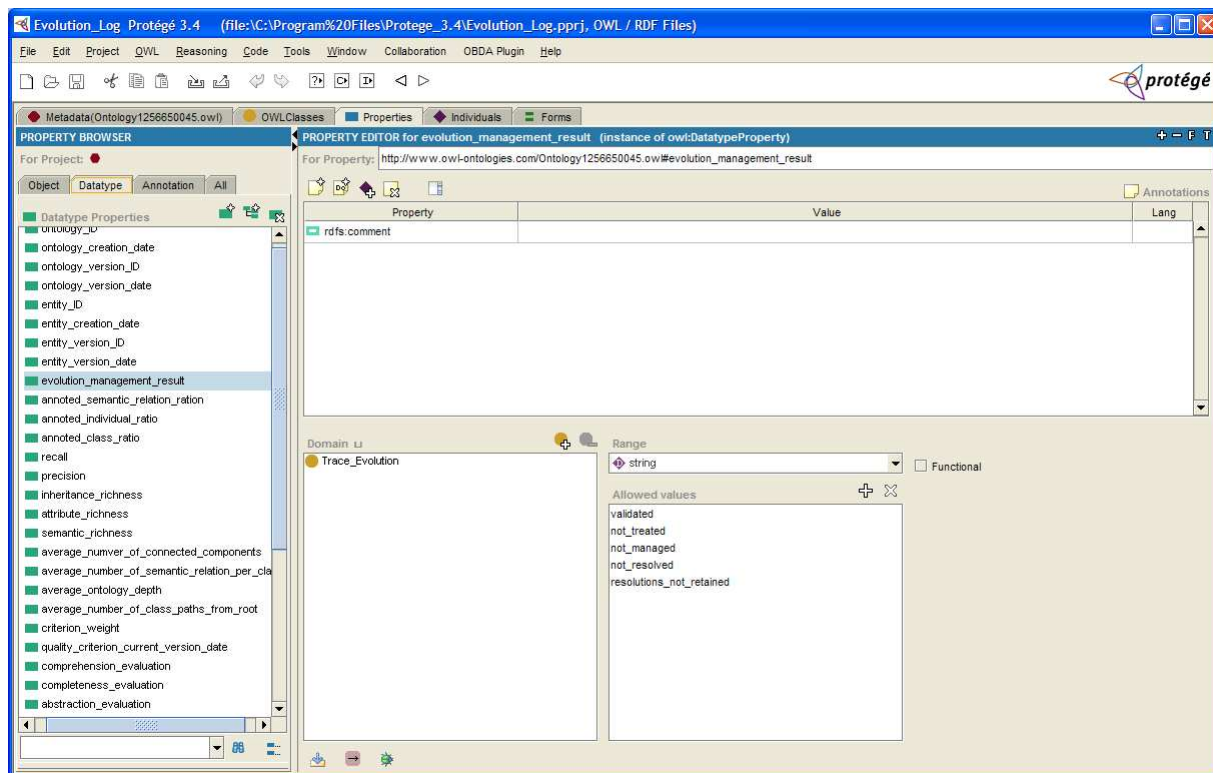 Evolution_Log Protégé 3.4 (file:\C:\Program%20Files\Protege_3.4\Evolution_Log.pprj, OWL / RDF Files)
File Edit Project OWL Reasoning Code Tools Window Collaboration OBDA Plugin Help
protégé
Metadata(Ontology1256650045.owl) OWLClasses Properties Individuals Forms
PROPERTY BROWSER
For Project:
Object Datatype Annotation All
Datatype Properties
ontology_ID
ontology_creation_date
ontology_version_ID
ontology_version_date
entity_ID
entity_creation_date
entity_version_ID
entity_version_date
evolution_management_result
annoted_semantic_relation_ration
annoted_individual_ratio
annoted_class_ratio
recall
precision
inheritance_richness
attribute_richness
semantic_richness
average_numver_of_connected_components
average_number_of_semantic_relation_per_cla
average_ontology_depth
average_number_of_class_paths_from_root
criterion_weight
quality_criterion_current_version_date
comprehension_evaluation
completeness_evaluation
abstraction_evaluation
PROPERTY EDITOR for evolution_management_result (instance of owl:DatatypeProperty)
F T
For Property: http://www.owl-ontologies.com/Ontology1256650045.owl#evolution_management_result
Annotations
Property Value Lang
rdfs:comment
Domain ⊔
Trace_Evolution
Range
string
Functional
Allowed values
validated
not_treated
not_managed
not_resolved
resolutions_not_retained